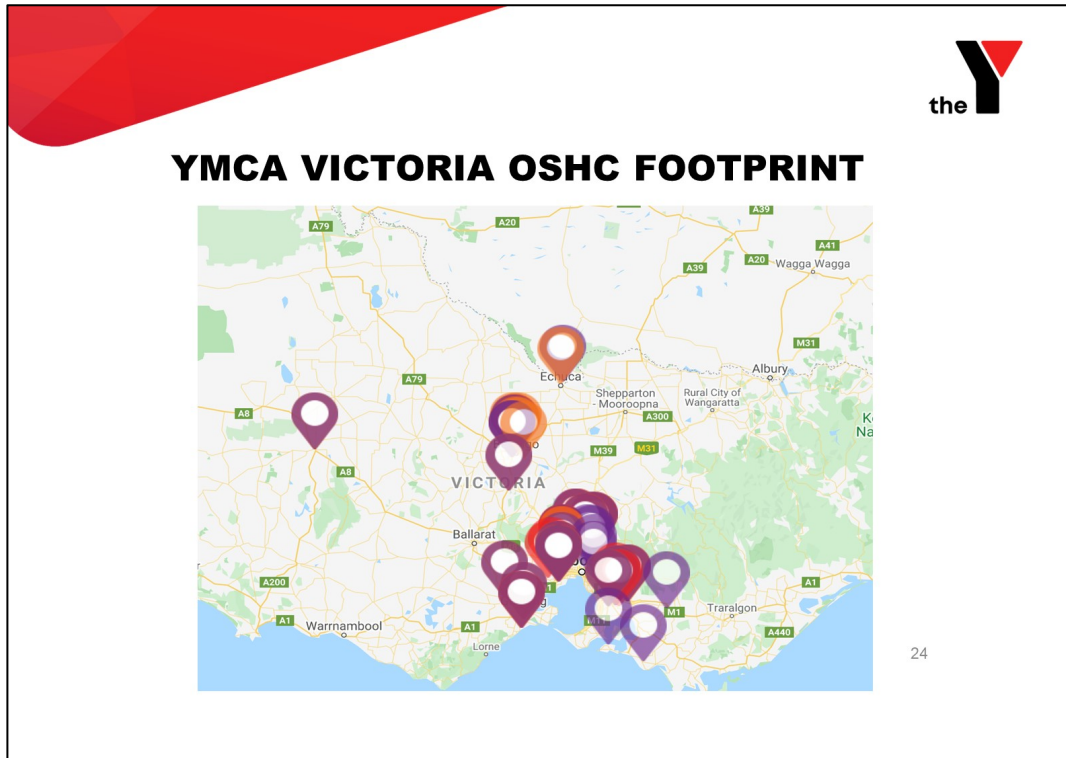 the Y
YMCA VICTORIA OSHC FOOTPRINT
A39
A79
A20
A41
A20
A39
Wagga Wagga
M31
Albury
Echuca
A79
Shepparton
- Mooroopna
Rural City of
Wangaratta
A8
A300
M39
M31
A8
VICTORIA
Ballarat
A200
A1
Traralgon
M1
A1
Warrnambool
A1
A440
Lorne
24